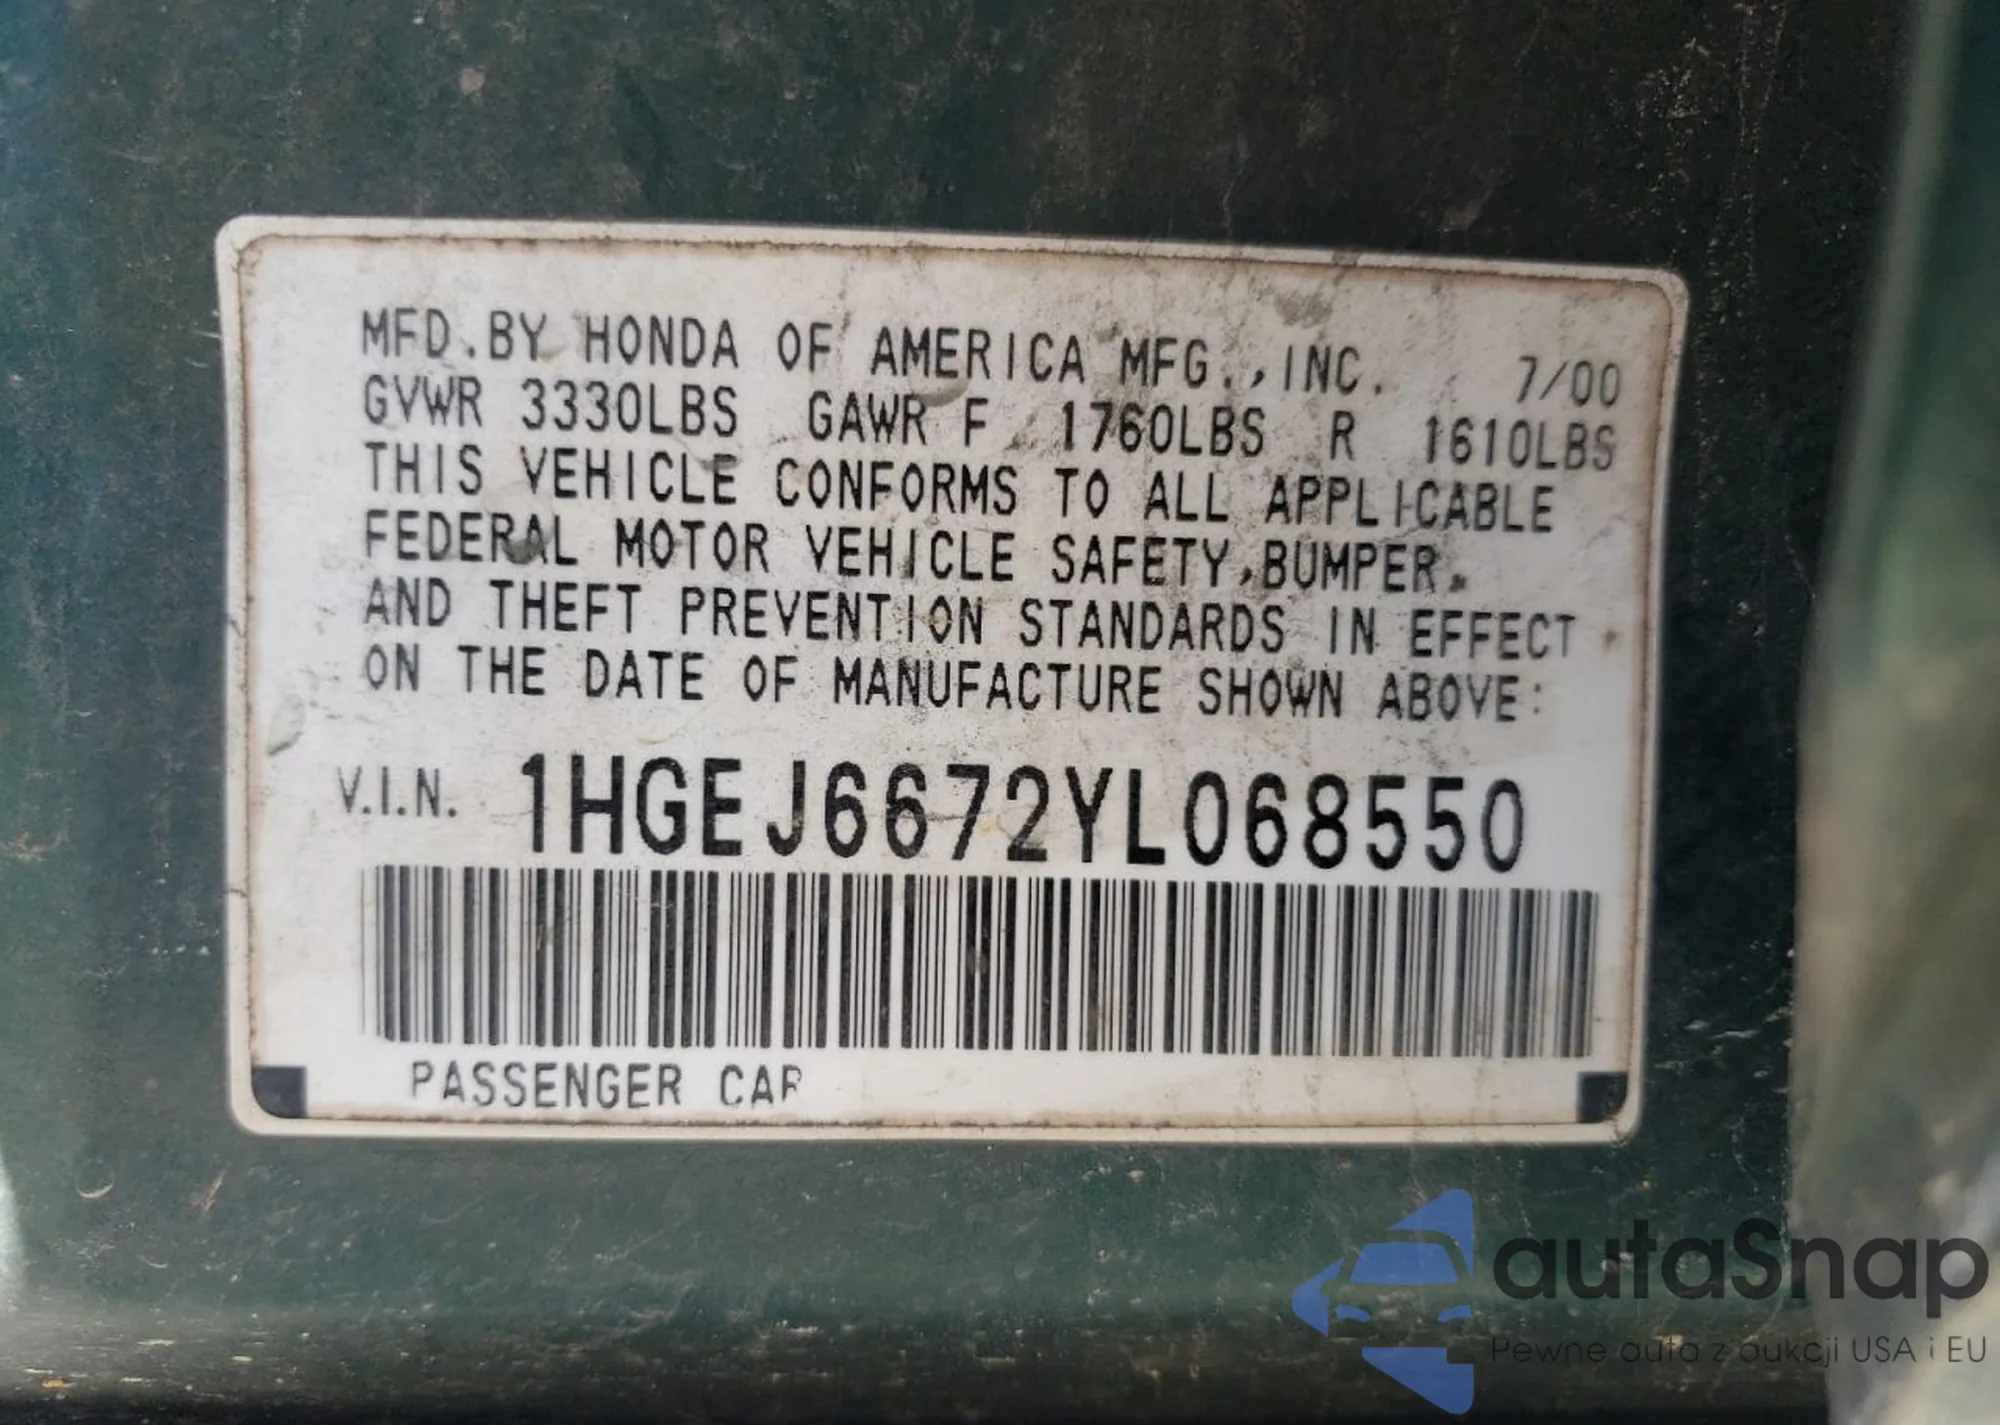 MFD.BY HONDA OF AMERICA MFG.,INC. 7/00
GVWR 3330LBS GAWR F 1760LBS R 1610LBS
THIS VEHICLE CONFORMS TO ALL APPLICABLE
FEDERAL MOTOR VEHICLE SAFETY,BUMPER,
AND THEFT PREVENTION STANDARDS IN EFFECT
ON THE DATE OF MANUFACTURE SHOWN ABOVE:
V.I.N. 1HGEJ6672YL068550
PASSENGER CAR
autaSnap
Pewne auta z aukcji USA i EU